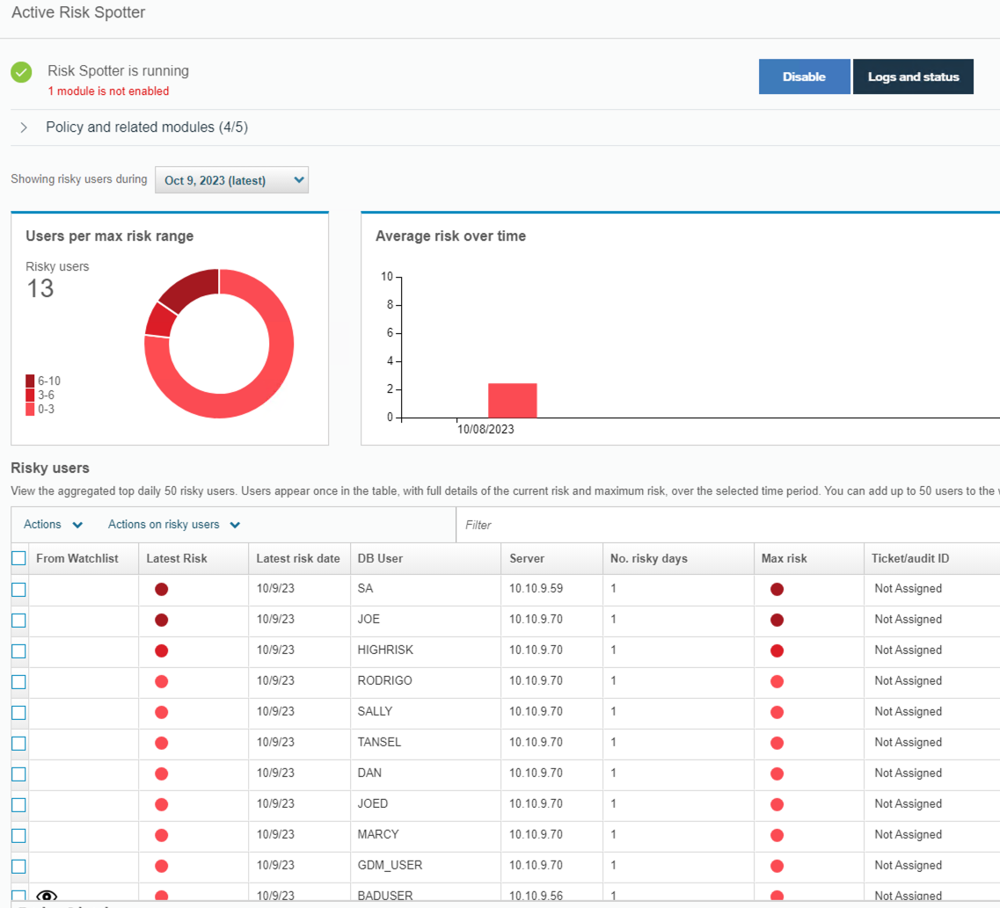 Active Risk Spotter
Risk Spotter is running
1 module is not enabled
Disable
Logs and status
Policy and related modules (4/5)
Showing risky users during
Oct 9, 2023 (latest)
Users per max risk range
Risky users
13
6-10
3-6
0-3
Average risk over time
10
8
6
4
2
0
10/08/2023
Risky users
View the aggregated top daily 50 risky users. Users appear once in the table, with full details of the current risk and maximum risk, over the selected time period. You can add up to 50 users to the
Actions Actions on risky users Filter
From Watchlist Latest Risk Latest risk date DB User Server No. risky days Max risk Ticket/audit ID
10/9/23 SA 10.10.9.59 1 Not Assigned
10/9/23 JOE 10.10.9.70 1 Not Assigned
10/9/23 HIGHRISK 10.10.9.70 1 Not Assigned
10/9/23 RODRIGO 10.10.9.70 1 Not Assigned
10/9/23 SALLY 10.10.9.70 1 Not Assigned
10/9/23 TANSEL 10.10.9.70 1 Not Assigned
10/9/23 DAN 10.10.9.70 1 Not Assigned
10/9/23 JOED 10.10.9.70 1 Not Assigned
10/9/23 MARCY 10.10.9.70 1 Not Assigned
10/9/23 GDM_USER 10.10.9.70 1 Not Assigned
10/9/23 BADUSER 10.10.9.56 1 Not Assigned